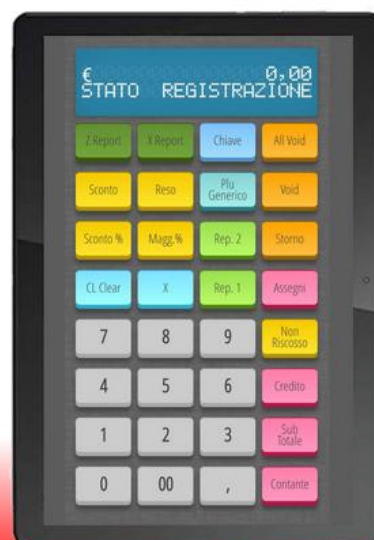 € 0,00
STATO REGISTRAZIONE
Z Report X Report Chiave All Void
Sconto Reso Plu Generico Void
Sconto % Magg.% Rep. 2 Storno
CL Clear X Rep. 1 Assegni
7 8 9 Non Riscosso
4 5 6 Credito
1 2 3 Sub Totale
0 00 , Contante